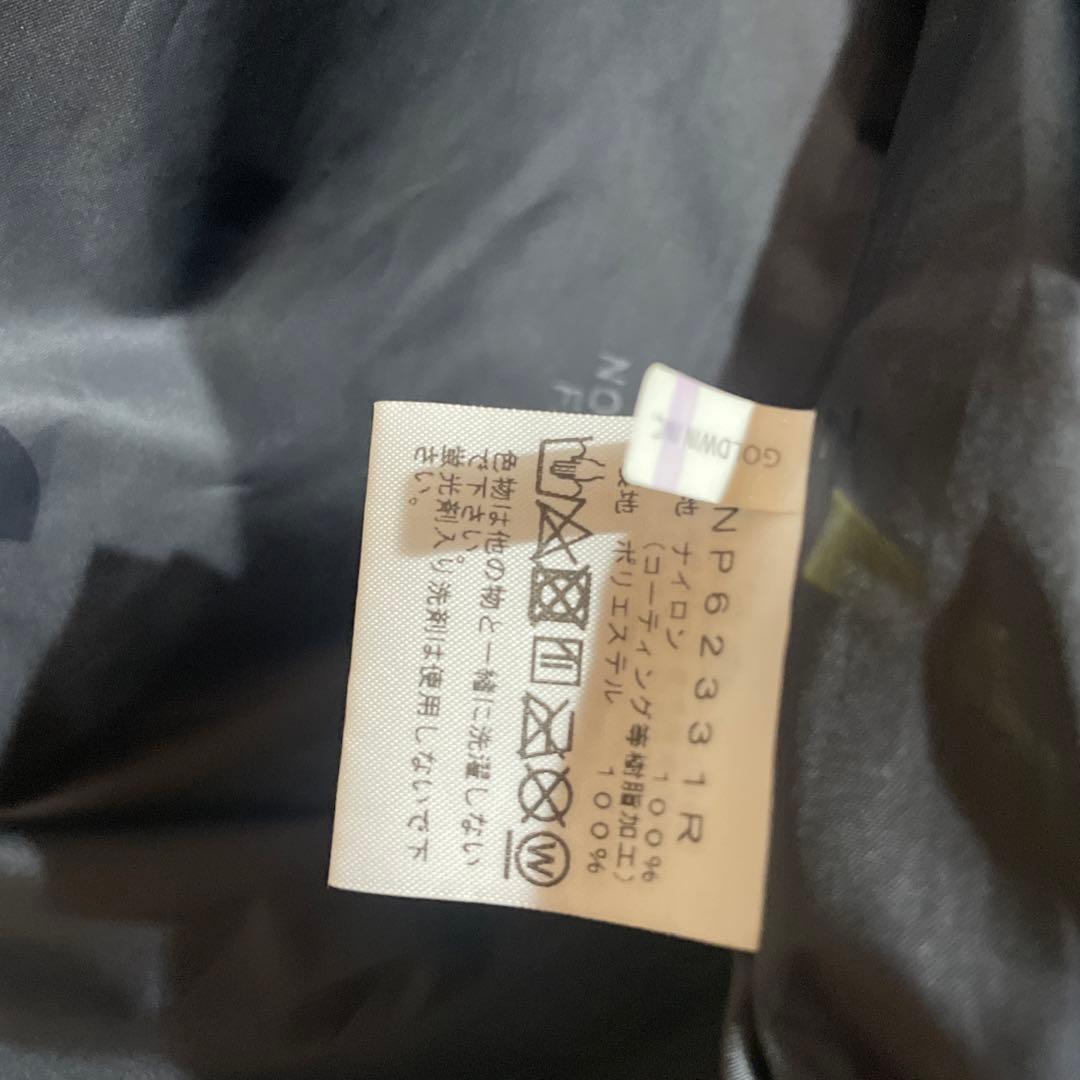 NP62331R
地 ナイロン 100%
(コーティング等樹脂加工)
地 ポリエステル 100%
W
色物は他の物と一緒に洗濯しない
で下さい。
蛍光剤入り洗剤は使用しないで下
さい。
GOLDWIN
NO
F